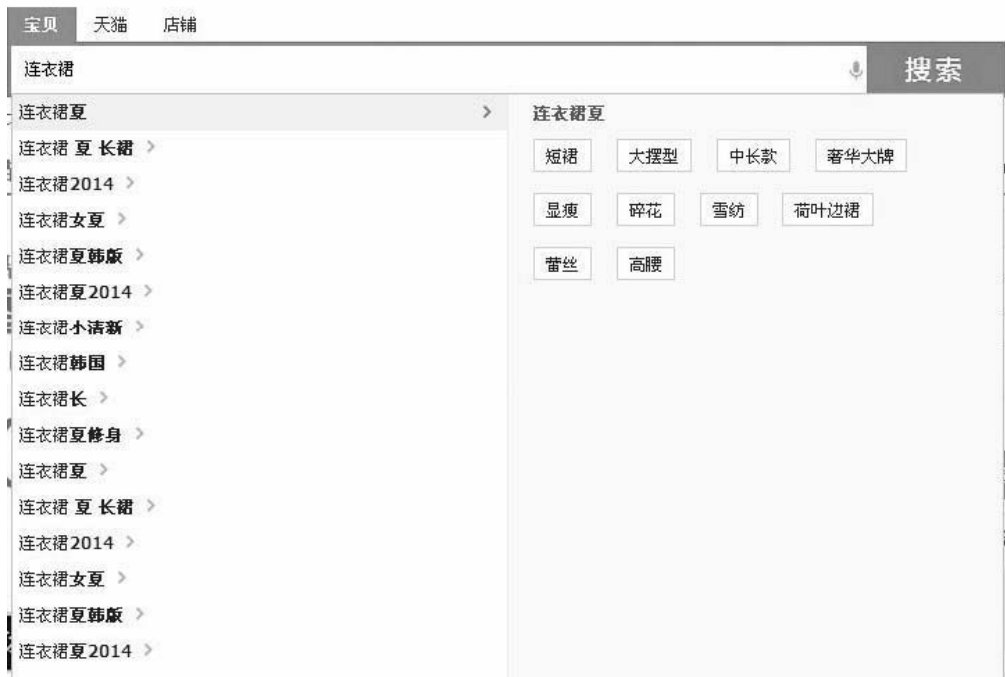 宝贝 天猫 店铺
连衣裙 搜索
连衣裙夏
连衣裙 夏 长裙
连衣裙2014
连衣裙女夏
连衣裙夏韩版
连衣裙夏2014
连衣裙小清新
连衣裙韩国
连衣裙长
连衣裙夏修身
连衣裙夏
连衣裙 夏 长裙
连衣裙2014
连衣裙女夏
连衣裙夏韩版
连衣裙夏2014
连衣裙夏
短裙 大摆型 中长款 奢华大牌
显瘦 碎花 雪纺 荷叶边裙
蕾丝 高腰